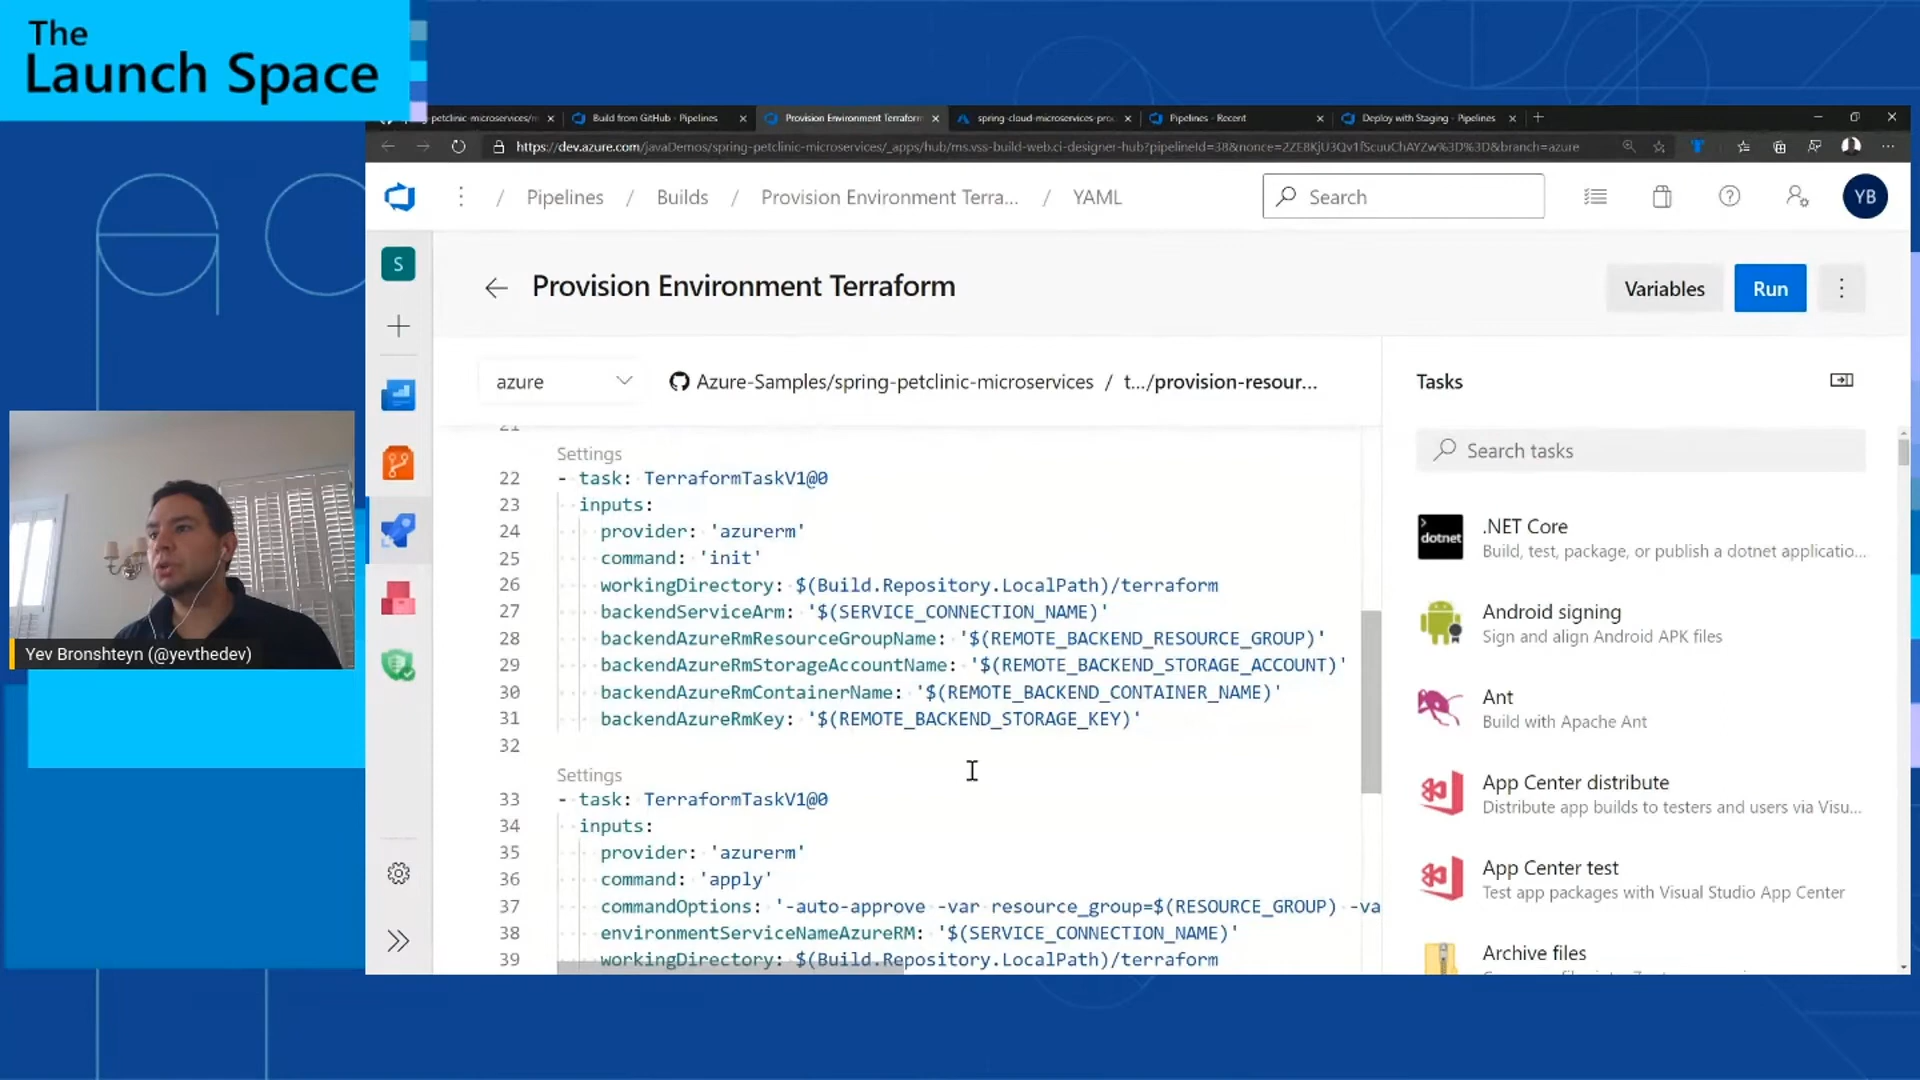 The
Launch Space
petclinic-microservices/m
Build from GitHub - Pipelines
Provision Environment Terraform
spring-cloud-microservices-pro
Pipelines - Recent
Deploy with Staging - Pipelines
/ Pipelines / Builds / Provision Environment Terra... / YAML
Search
YB
S
Provision Environment Terraform
Variables
Run
azure
Azure-Samples/spring-petclinic-microservices / t.../provision-resour...
Tasks
Search tasks
21
Settings
22 - task: TerraformTaskV1@0
23 inputs:
24 provider: 'azurerm'
25 command: 'init'
26 workingDirectory: $(Build.Repository.LocalPath)/terraform
27 backendServiceArm: '$(SERVICE_CONNECTION_NAME)'
28 backendAzureRmResourceGroupName: '$(REMOTE_BACKEND_RESOURCE_GROUP)'
29 backendAzureRmStorageAccountName: '$(REMOTE_BACKEND_STORAGE_ACCOUNT)'
30 backendAzureRmContainerName: '$(REMOTE_BACKEND_CONTAINER_NAME)'
31 backendAzureRmKey: '$(REMOTE_BACKEND_STORAGE_KEY)'
32
Settings
33 - task: TerraformTaskV1@0
34 inputs:
35 provider: 'azurerm'
36 command: 'apply'
37 commandOptions: '-auto-approve -var resource_group=$(RESOURCE_GROUP) -va
38 environmentServiceNameAzureRM: '$(SERVICE_CONNECTION_NAME)'
39 workingDirectory: $(Build.Repository.LocalPath)/terraform
dotnet
.NET Core
Build, test, package, or publish a dotnet applicatio...
Android signing
Sign and align Android APK files
Ant
Build with Apache Ant
App Center distribute
Distribute app builds to testers and users via Visu...
App Center test
Test app packages with Visual Studio App Center
Archive files
Yev Bronshteyn (@yevthedev)